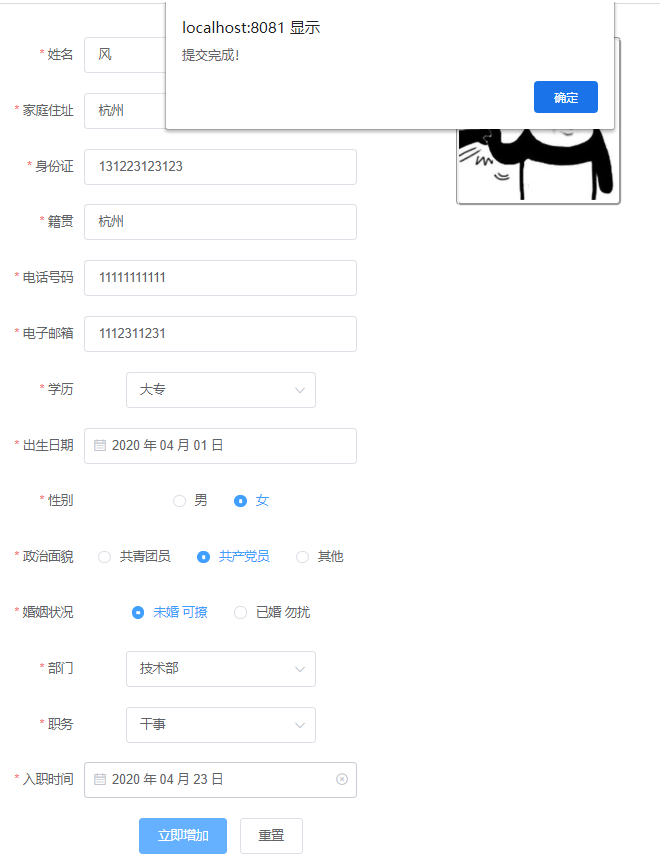 localhost:8081 显示
提交完成!
确定
* 姓名 风
* 家庭住址 杭州
* 身份证 131223123123
* 籍贯 杭州
* 电话号码 11111111111
* 电子邮箱 1112311231
* 学历 大专
* 出生日期 2020 年 04 月 01 日
* 性别 男 女
* 政治面貌 共青团员 共产党员 其他
* 婚姻状况 未婚 可撩 已婚 勿扰
* 部门 技术部
* 职务 干事
* 入职时间 2020 年 04 月 23 日
立即增加 重置